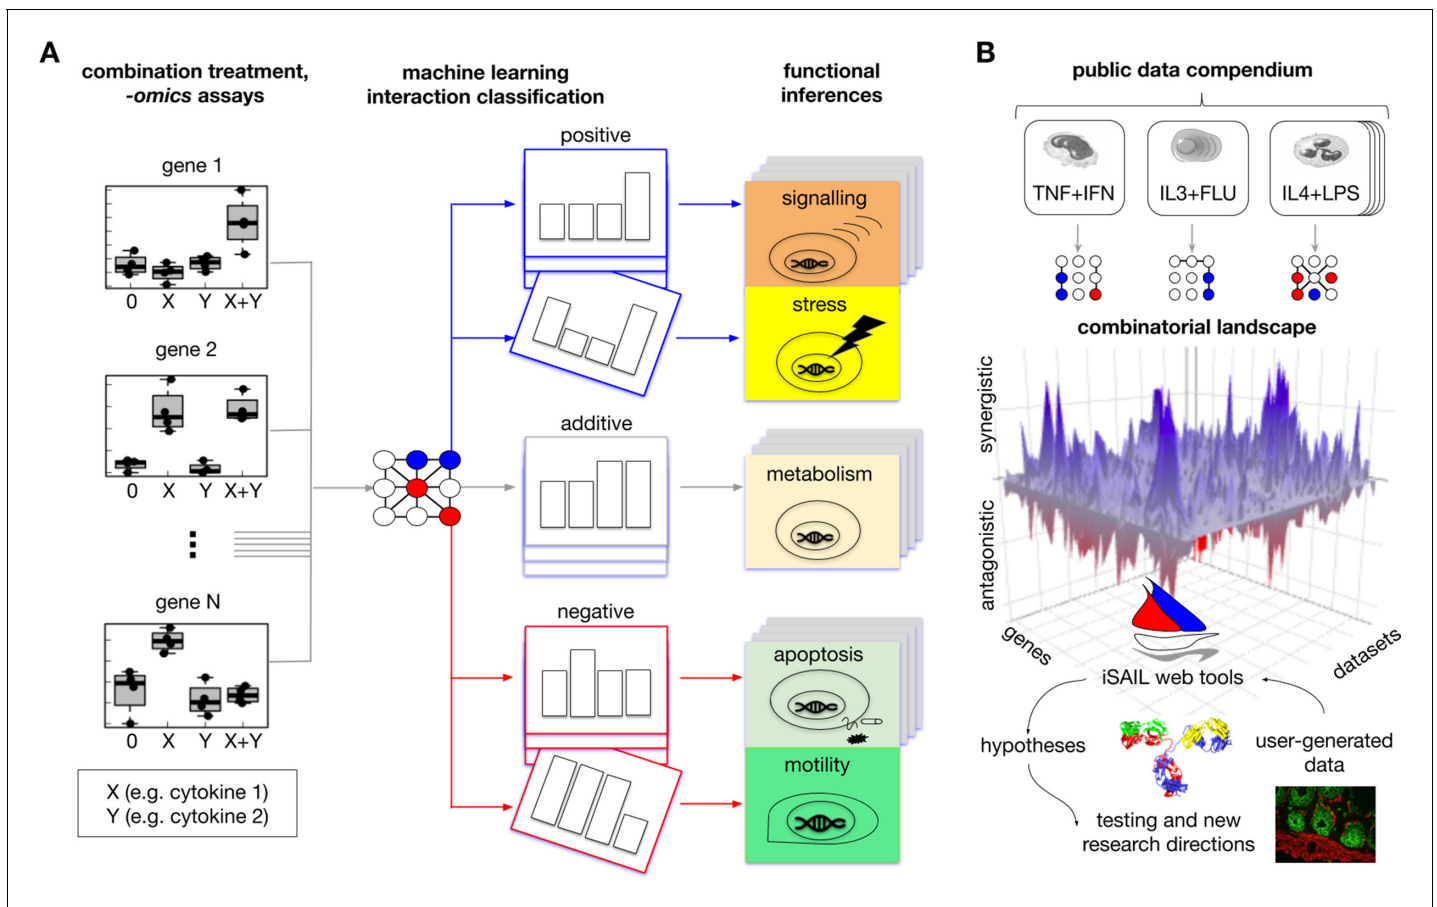 A
combination treatment,
-omics assays
machine learning
interaction classification
functional
inferences
gene 1
0 X Y X+Y
gene 2
0 X Y X+Y
gene N
0 X Y X+Y
X (e.g. cytokine 1)
Y (e.g. cytokine 2)
positive
additive
negative
signalling
stress
metabolism
apoptosis
motility
B
public data compendium
TNF+IFN
IL3+FLU
IL4+LPS
combinatorial landscape
synergistic
antagonistic
genes
datasets
iSAIL web tools
hypotheses
user-generated
data
testing and new
research directions